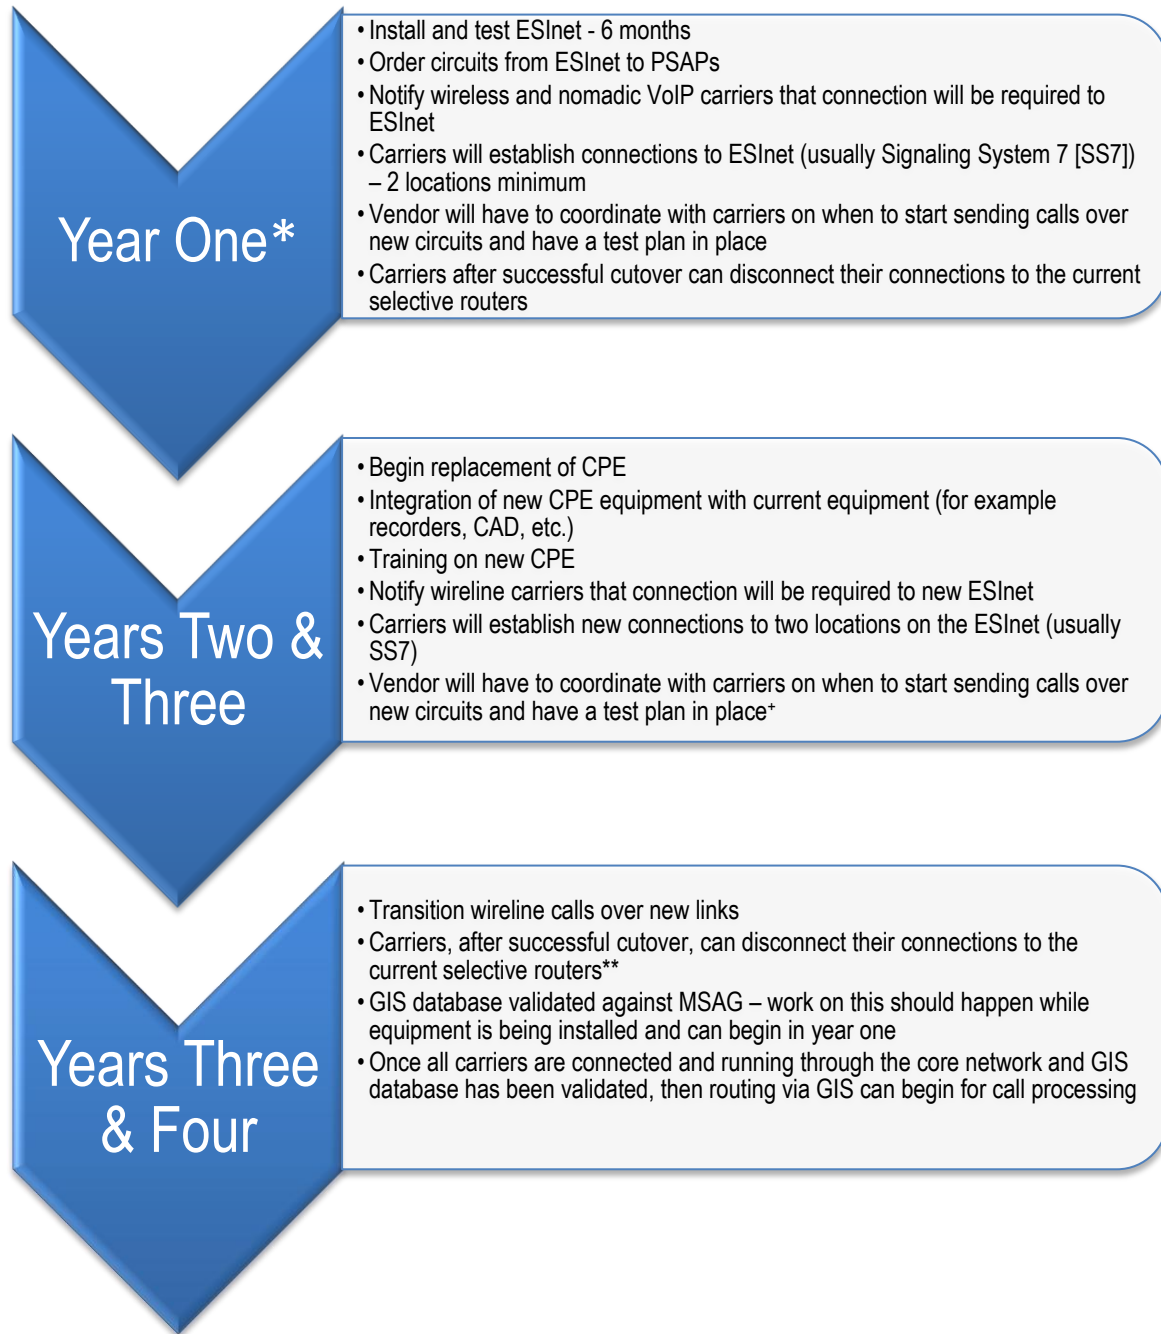 Year One*
• Install and test ESInet - 6 months
• Order circuits from ESInet to PSAPs
• Notify wireless and nomadic VoIP carriers that connection will be required to
ESInet
• Carriers will establish connections to ESInet (usually Signaling System 7 [SS7])
– 2 locations minimum
• Vendor will have to coordinate with carriers on when to start sending calls over
new circuits and have a test plan in place
• Carriers after successful cutover can disconnect their connections to the current
selective routers
Years Two &
Three
• Begin replacement of CPE
• Integration of new CPE equipment with current equipment (for example
recorders, CAD, etc.)
• Training on new CPE
• Notify wireline carriers that connection will be required to new ESInet
• Carriers will establish new connections to two locations on the ESInet (usually
SS7)
• Vendor will have to coordinate with carriers on when to start sending calls over
new circuits and have a test plan in place⁺
Years Three
& Four
• Transition wireline calls over new links
• Carriers, after successful cutover, can disconnect their connections to the
current selective routers**
• GIS database validated against MSAG – work on this should happen while
equipment is being installed and can begin in year one
• Once all carriers are connected and running through the core network and GIS
database has been validated, then routing via GIS can begin for call processing